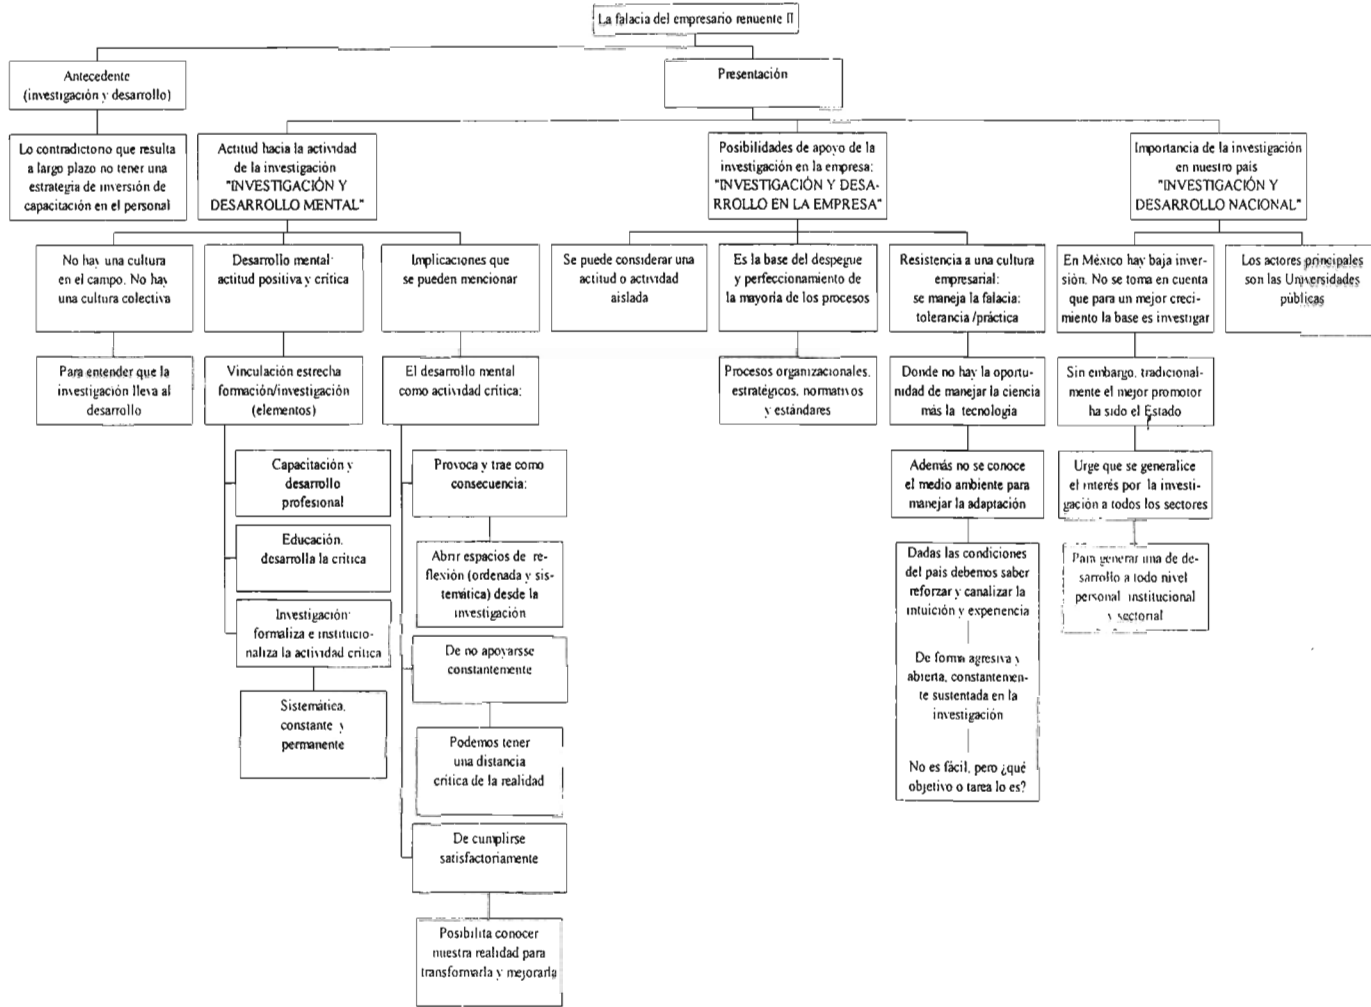 La falacia del empresario renuente II
Antecedente
(investigación y desarrollo)
Presentación
Lo contradictorio que resulta
a largo plazo no tener una
estrategia de inversión de
capacitación en el personal
Actitud hacia la actividad
de la investigación
"INVESTIGACIÓN Y
DESARROLLO MENTAL"
Posibilidades de apoyo de la
investigación en la empresa:
"INVESTIGACIÓN Y DESA-
RROLLO EN LA EMPRESA"
Importancia de la investigación
en nuestro país
"INVESTIGACIÓN Y
DESARROLLO NACIONAL"
No hay una cultura
en el campo. No hay
una cultura colectiva
Desarrollo mental:
actitud positiva y crítica
Implicaciones que
se pueden mencionar
Se puede considerar una
actitud o actividad
aislada
Es la base del despegue
y perfeccionamiento de
la mayoría de los procesos
Resistencia a una cultura
empresarial:
se maneja la falacia:
tolerancia /práctica
En México hay baja inver-
sión. No se toma en cuenta
que para un mejor creci-
miento la base es investigar
Los actores principales
son las Universidades
públicas
Para entender que la
investigación lleva al
desarrollo
Vinculación estrecha
formación/investigación
(elementos)
El desarrollo mental
como actividad crítica:
Procesos organizacionales,
estratégicos, normativos
y estándares
Donde no hay la oportu-
nidad de manejar la ciencia
más la tecnología
Sin embargo, tradicional-
mente el mejor promotor
ha sido el Estado
Capacitación y
desarrollo
profesional
Provoca y trae como
consecuencia:
Además no se conoce
el medio ambiente para
manejar la adaptación
Urge que se generalice
el interés por la investi-
gación a todos los sectores
Educación,
desarrolla la crítica
Abrir espacios de re-
flexión (ordenada y sis-
temática) desde la
investigación
Dadas las condiciones
del país debemos saber
reforzar y canalizar la
intuición y experiencia
Para generar una de de-
sarrollo a todo nivel
personal institucional
y sectorial
Investigación:
formaliza e institucio-
naliza la actividad crítica
De no apoyarsse
constantemente
De forma agresiva y
abierta, constantemen-
te sustentada en la
investigación
Sistemática,
constante y
permanente
Podemos tener
una distancia
crítica de la realidad
No es fácil, pero ¿qué
objetivo o tarea lo es?
De cumplirse
satisfactoriamente
Posibilita conocer
nuestra realidad para
transformarla y mejorarla